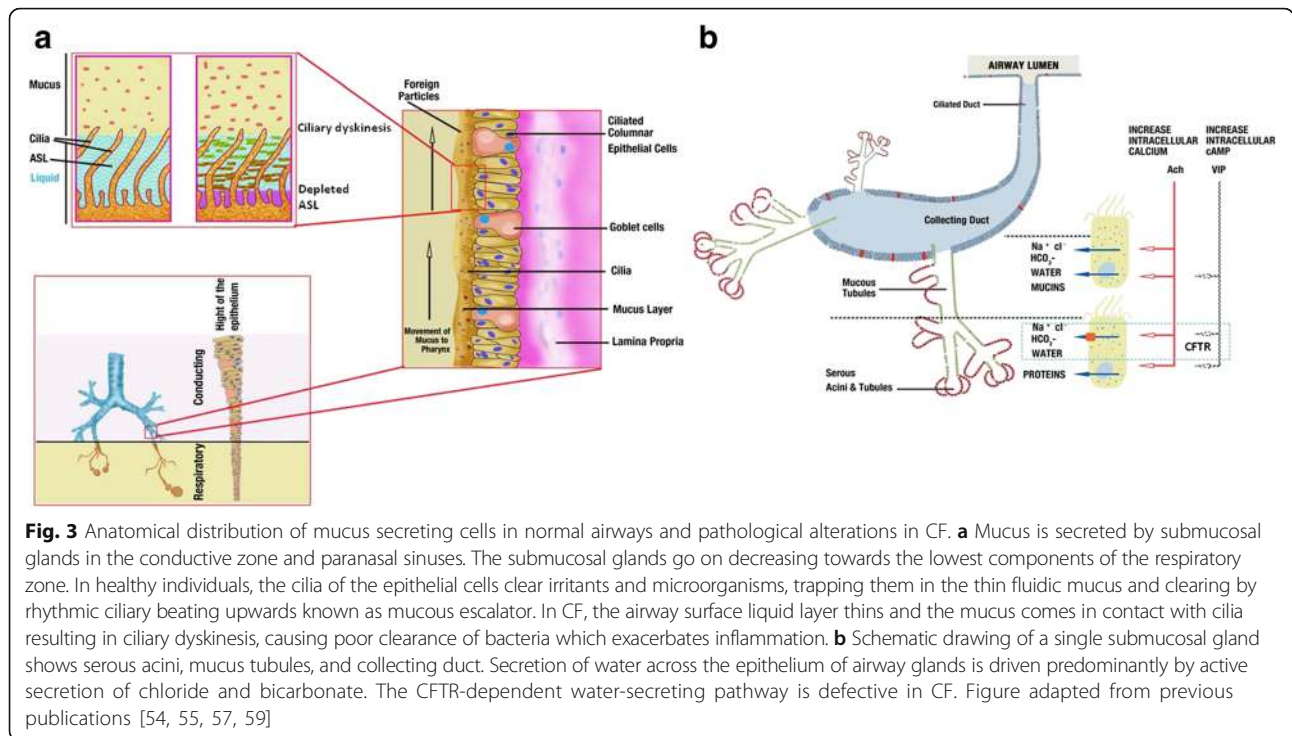 a
Mucus
Cilia
ASL
Liquid
Ciliary dyskinesis
Depleted
ASL
Foreign
Particles
Movement of
Mucus to
Pharynx
Ciliated
Columnar
Epithelial Cells
Goblet cells
Cilia
Mucus Layer
Lamina Propria
Hight of the
epithelium
Conducting
Respiratory
b
AIRWAY LUMEN
Ciliated Duct
Collecting Duct
Mucous
Tubules
Serous
Acini & Tubules
INCREASE
INTRACELLULAR
CALCIUM
Ach
INCREASE
INTRACELLULAR
cAMP
VIP
Na⁺ cl⁻
HCO₃-
WATER
MUCINS
Na⁺ cl⁻
HCO₃-
WATER
PROTEINS
CFTR
Fig. 3 Anatomical distribution of mucus secreting cells in normal airways and pathological alterations in CF. a Mucus is secreted by submucosal
glands in the conductive zone and paranasal sinuses. The submucosal glands go on decreasing towards the lowest components of the respiratory
zone. In healthy individuals, the cilia of the epithelial cells clear irritants and microorganisms, trapping them in the thin fluidic mucus and clearing by
rhythmic ciliary beating upwards known as mucous escalator. In CF, the airway surface liquid layer thins and the mucus comes in contact with cilia
resulting in ciliary dyskinesis, causing poor clearance of bacteria which exacerbates inflammation. b Schematic drawing of a single submucosal gland
shows serous acini, mucus tubules, and collecting duct. Secretion of water across the epithelium of airway glands is driven predominantly by active
secretion of chloride and bicarbonate. The CFTR-dependent water-secreting pathway is defective in CF. Figure adapted from previous
publications [54, 55, 57, 59]